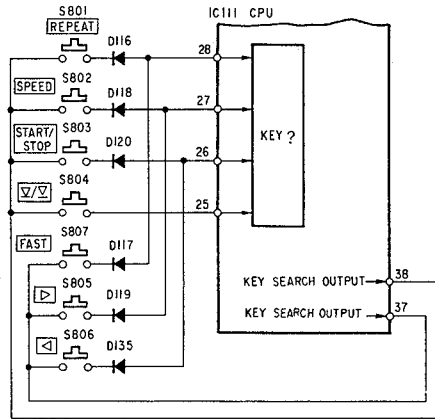 S801
REPEAT
D116
28
IC111 CPU
SPEED
S802
D118
27
START/
STOP
S803
D120
26
KEY?
S804
25
FAST
S807
D117
S805
D119
S806
D135
KEY SEARCH OUTPUT
38
KEY SEARCH OUTPUT
37